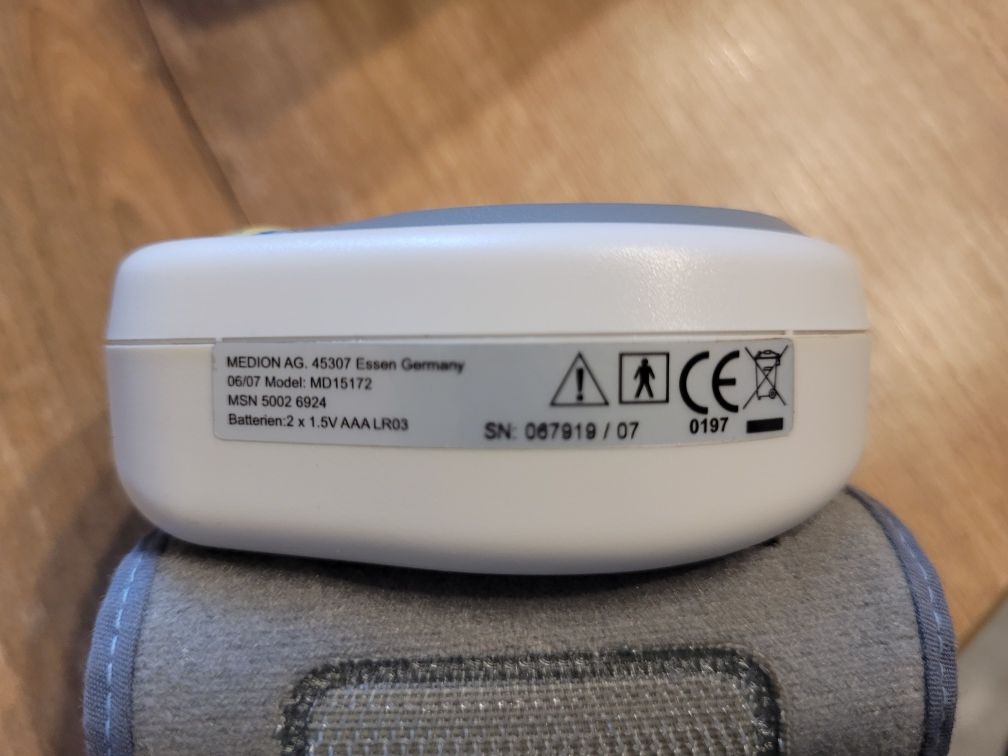 MEDION AG. 45307 Essen Germany
06/07 Model: MD15172
MSN 5002 6924
Batterien:2 x 1.5V AAA LR03
SN: 067919 / 07
CE
0197